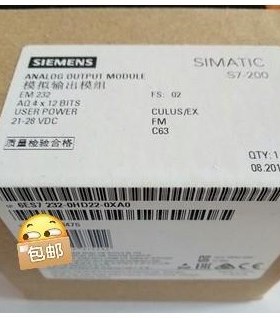 SIEMENS
SIMATIC
S7-200
ANALOG OUTPUT MODULE
模拟输出模组
EM 232
FS: 02
AQ 4 x 12 BITS
USER POWER
CULUS/EX
21-28 VDC
FM
C63
质量检验合格
QTY: 1
08.201
6ES7 232-0HD22-0XA0
包邮